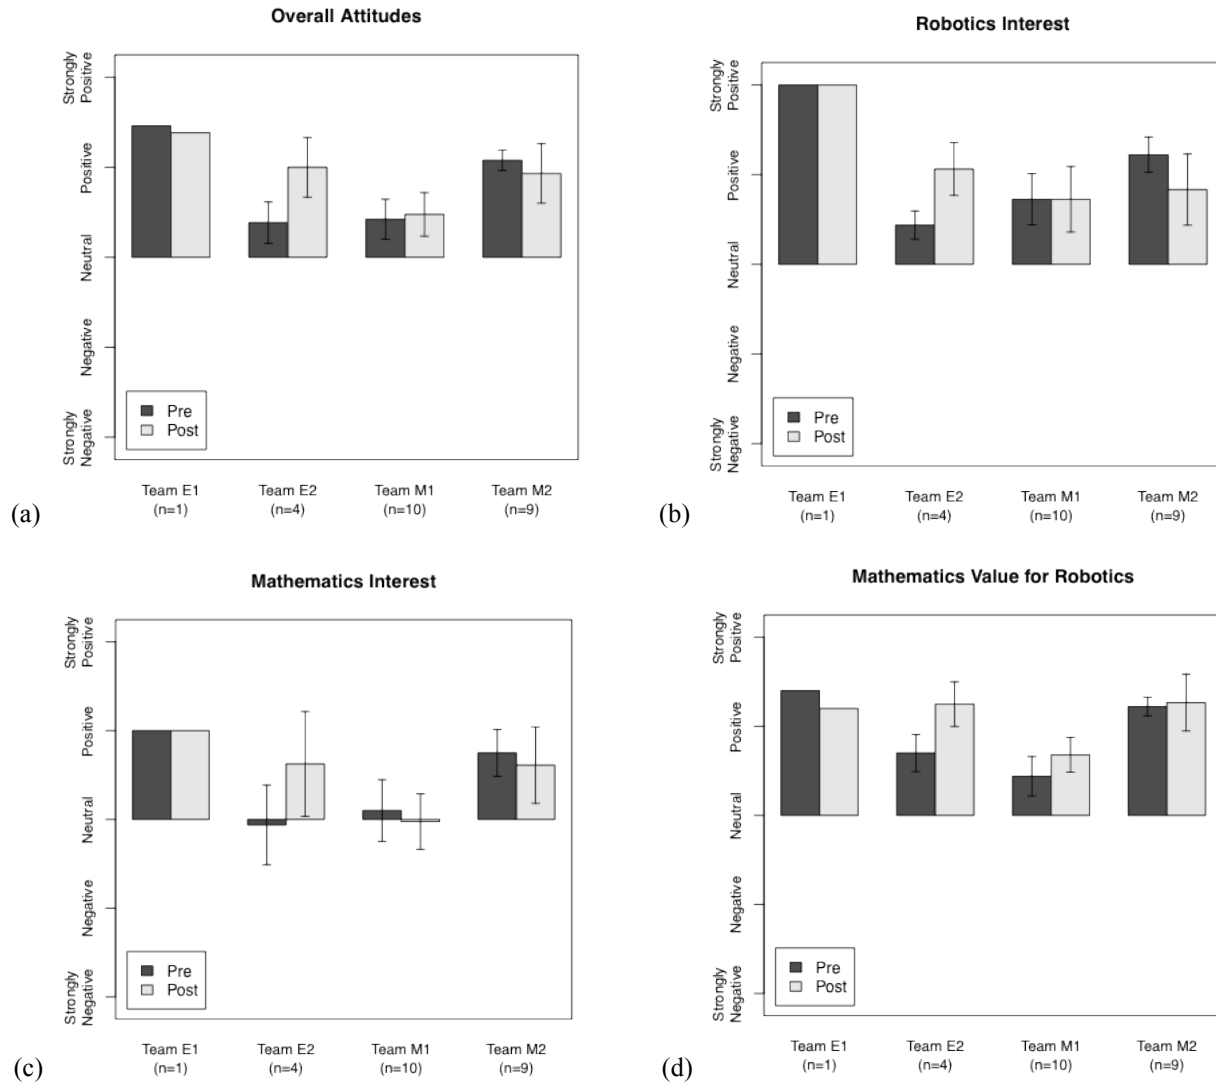 Overall Attitudes
Strongly
Positive
Positive
Neutral
Negative
Strongly
Negative
Pre
Post
Team E1
(n=1)
Team E2
(n=4)
Team M1
(n=10)
Team M2
(n=9)
(a)
Robotics Interest
Strongly
Positive
Positive
Neutral
Negative
Strongly
Negative
Pre
Post
Team E1
(n=1)
Team E2
(n=4)
Team M1
(n=10)
Team M2
(n=9)
(b)
Mathematics Interest
Strongly
Positive
Positive
Neutral
Negative
Strongly
Negative
Pre
Post
Team E1
(n=1)
Team E2
(n=4)
Team M1
(n=10)
Team M2
(n=9)
(c)
Mathematics Value for Robotics
Strongly
Positive
Positive
Neutral
Negative
Strongly
Negative
Pre
Post
Team E1
(n=1)
Team E2
(n=4)
Team M1
(n=10)
Team M2
(n=9)
(d)